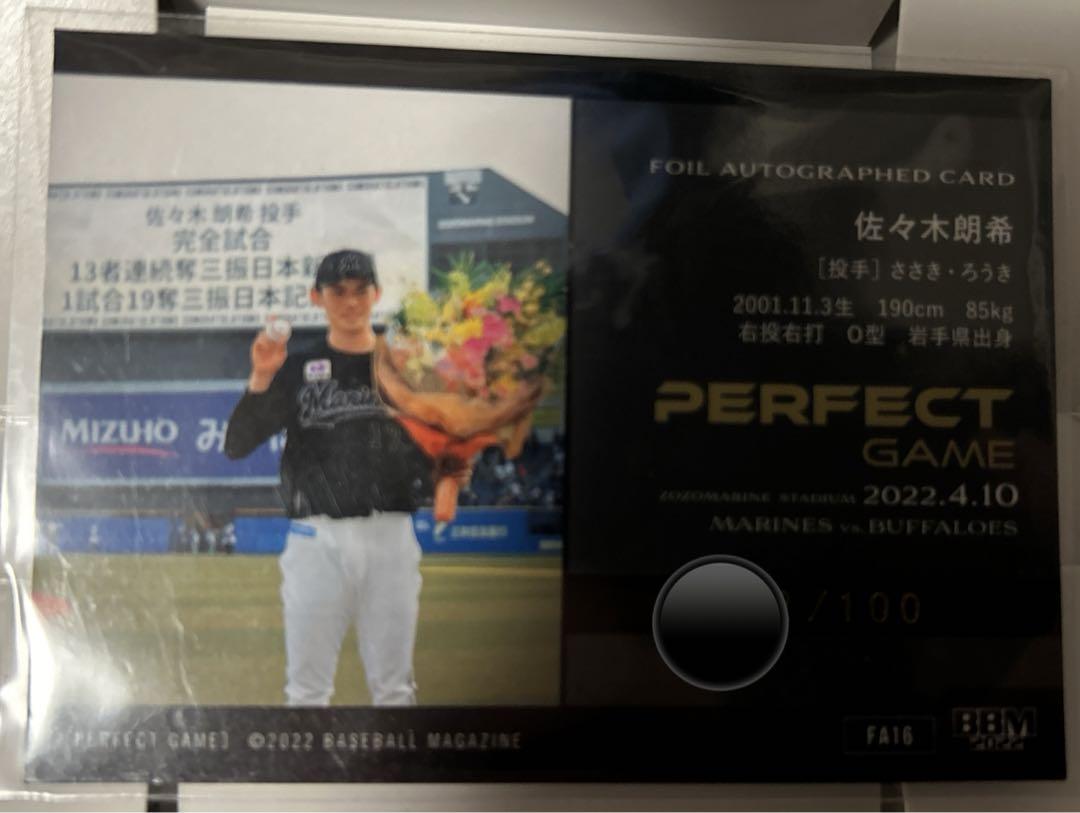 佐々木 朗希 投手
完全試合
13者連続奪三振日本新
1試合19奪三振日本記
MIZUHO み
Marin
FOIL AUTOGRAPHED CARD
佐々木朗希
[投手] ささき・ろうき
2001.11.3生 190cm 85kg
右投右打 O型 岩手県出身
PERFECT
GAME
ZOZOMARINE STADIUM 2022.4.10
MARINES vs. BUFFALOES
/100
[PERFECT GAME] ©2022 BASEBALL MAGAZINE
FA16
BBM
2022